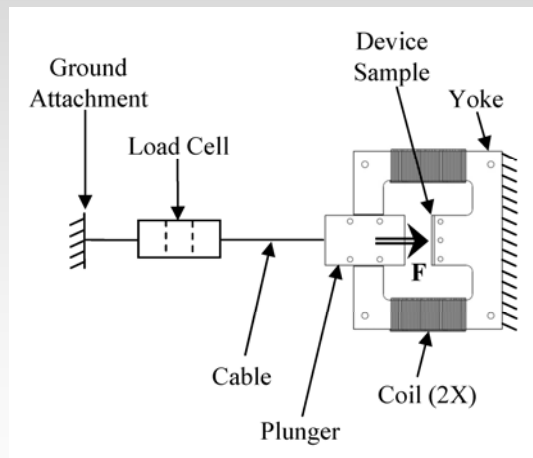 Device
Sample
Ground
Attachment
Yoke
Load Cell
F
Cable
Coil (2X)
Plunger